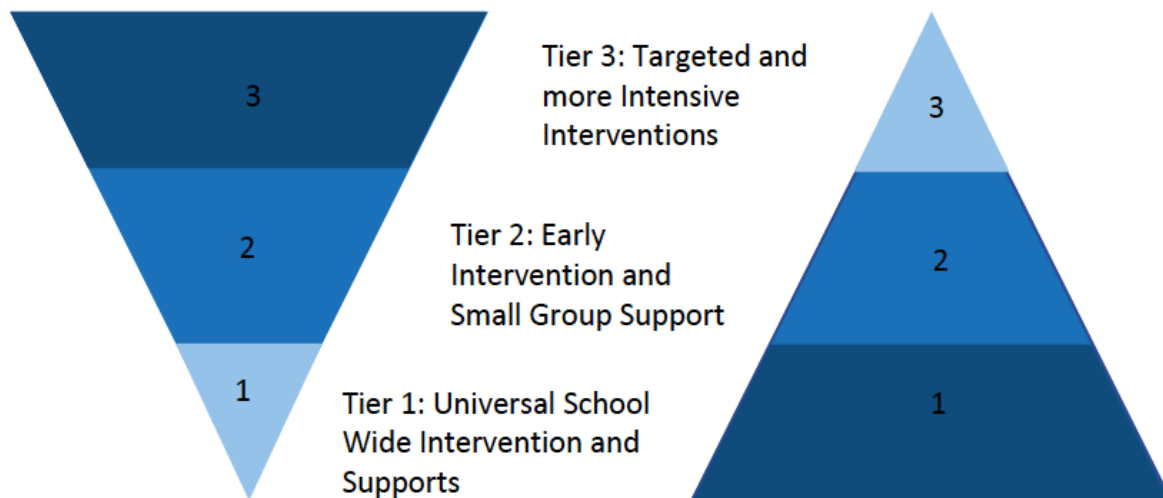 3
Tier 3: Targeted and
more Intensive
Interventions
3
2
Tier 2: Early
Intervention and
Small Group Support
2
1
Tier 1: Universal School
Wide Intervention and
Supports
1